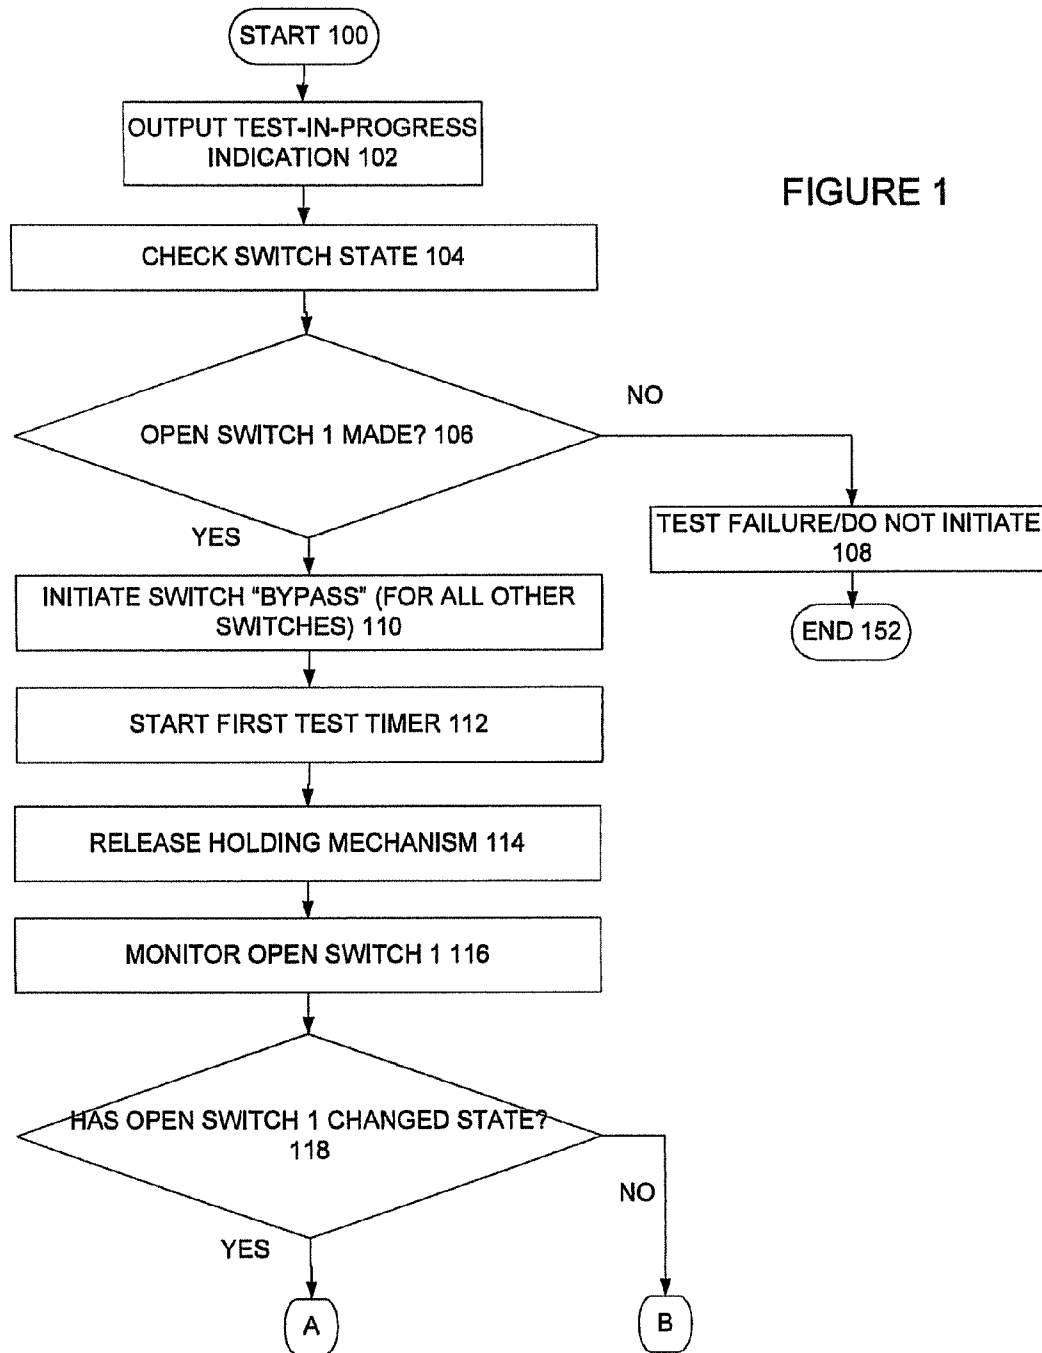 START 100
OUTPUT TEST-IN-PROGRESS
INDICATION 102
FIGURE 1
CHECK SWITCH STATE 104
OPEN SWITCH 1 MADE? 106
NO
YES
TEST FAILURE/DO NOT INITIATE
108
END 152
INITIATE SWITCH “BYPASS” (FOR ALL OTHER
SWITCHES) 110
START FIRST TEST TIMER 112
RELEASE HOLDING MECHANISM 114
MONITOR OPEN SWITCH 1 116
HAS OPEN SWITCH 1 CHANGED STATE?
118
NO
YES
A
B